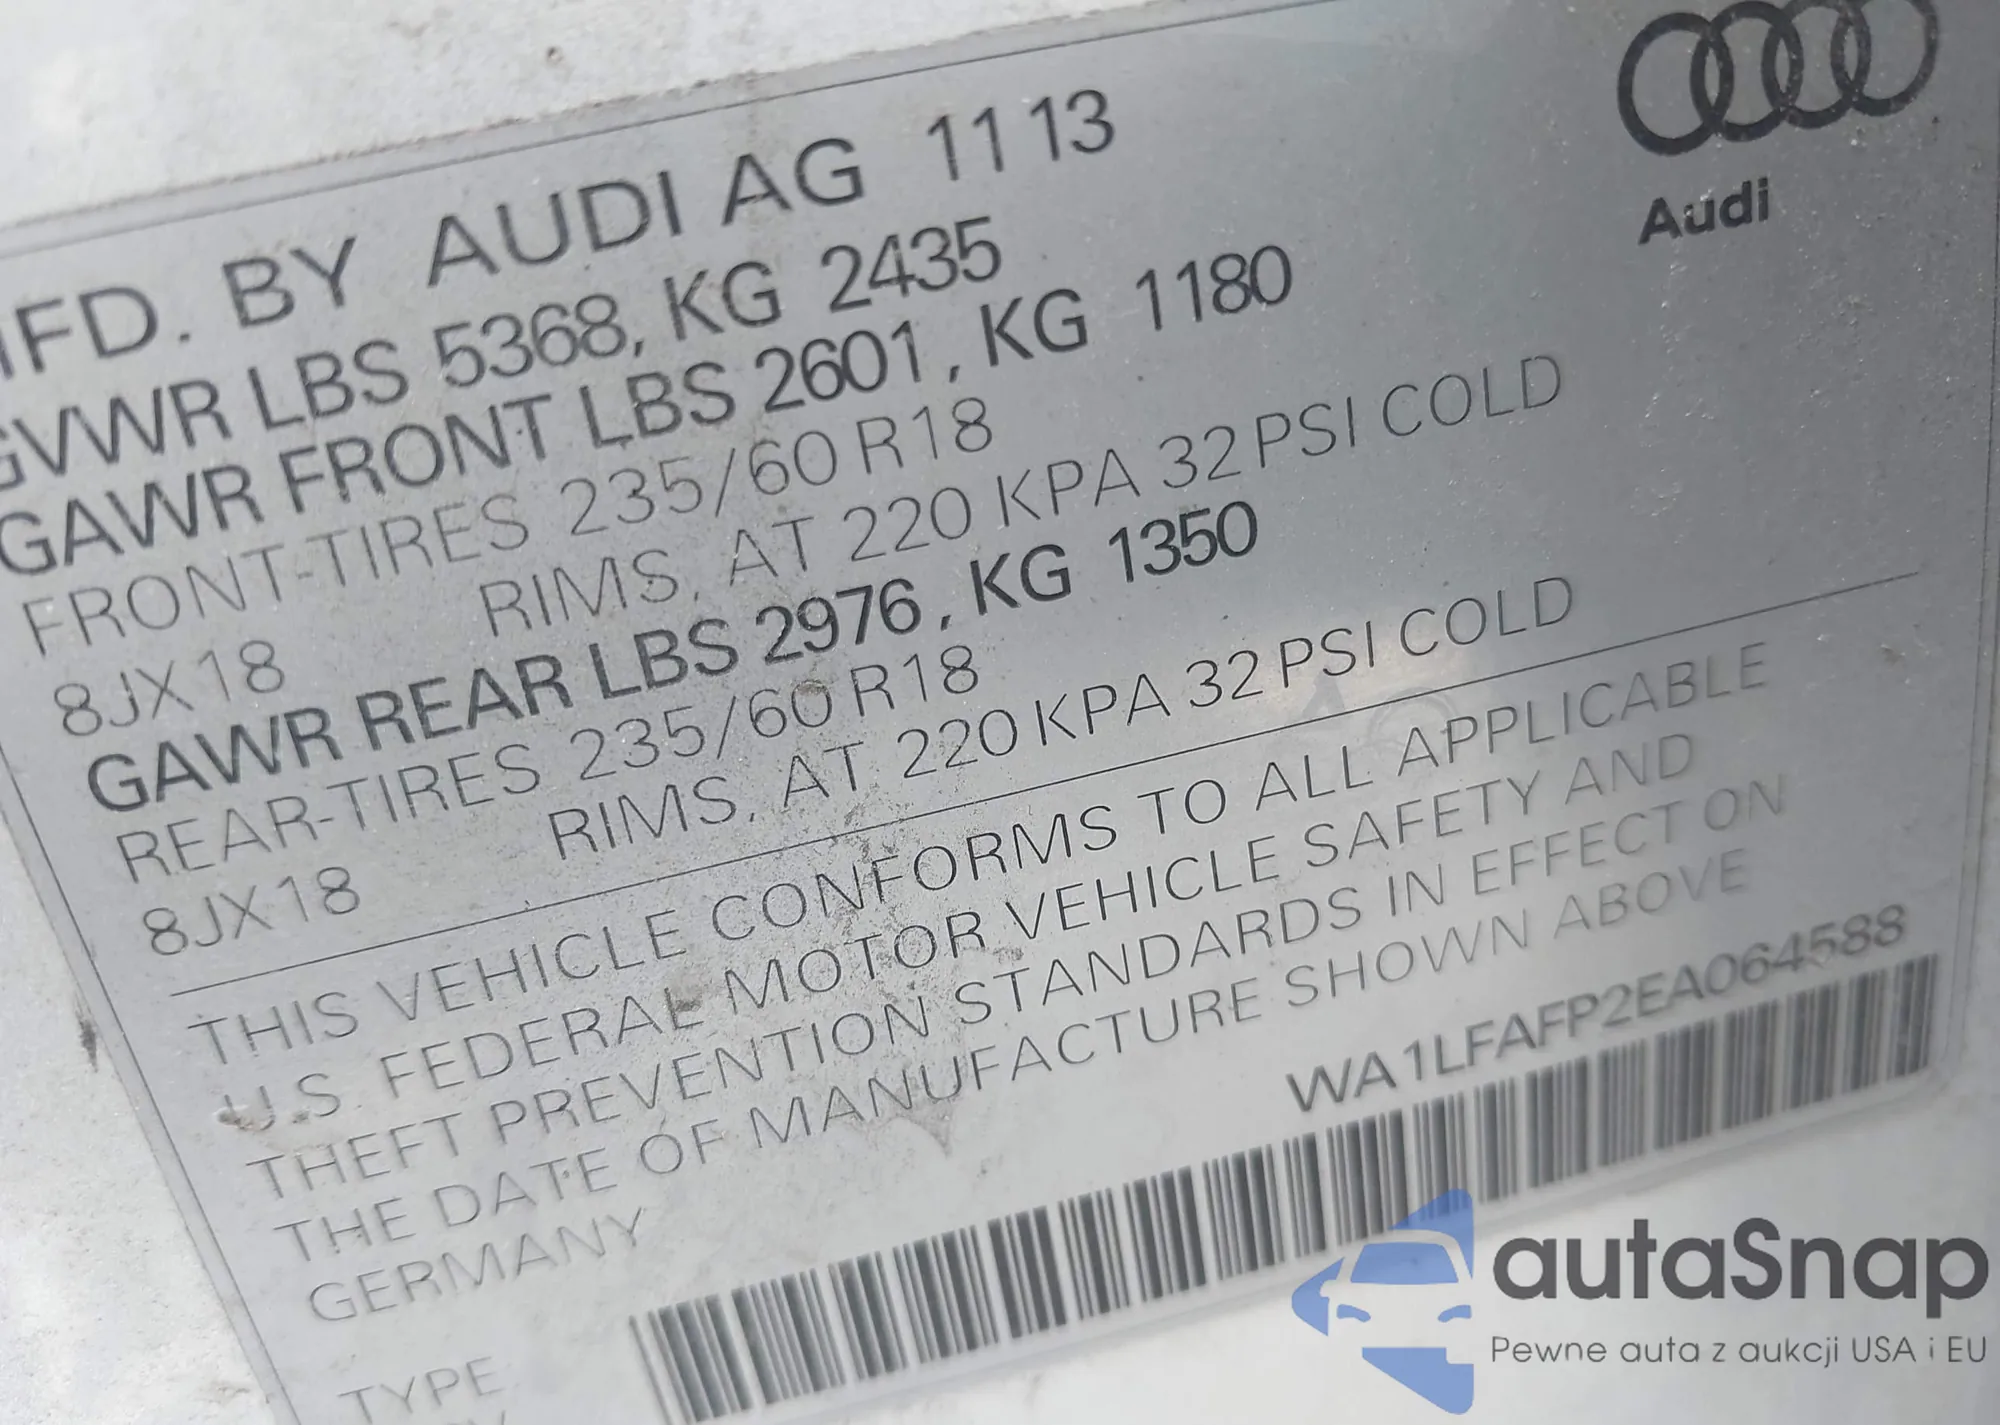 MFD. BY AUDI AG 11 13
GVWR LBS 5368, KG 2435
GAWR FRONT LBS 2601, KG 1180
FRONT-TIRES 235/60 R18
8JX18 RIMS, AT 220 KPA 32 PSI COLD
GAWR REAR LBS 2976, KG 1350
REAR-TIRES 235/60 R18
8JX18 RIMS, AT 220 KPA 32 PSI COLD
Audi
THIS VEHICLE CONFORMS TO ALL APPLICABLE
U.S. FEDERAL MOTOR VEHICLE SAFETY AND
THEFT PREVENTION STANDARDS IN EFFECT ON
THE DATE OF MANUFACTURE SHOWN ABOVE
GERMANY
WA1LFAFP2EA064588
TYPE
autaSnap
Pewne auta z aukcji USA i EU